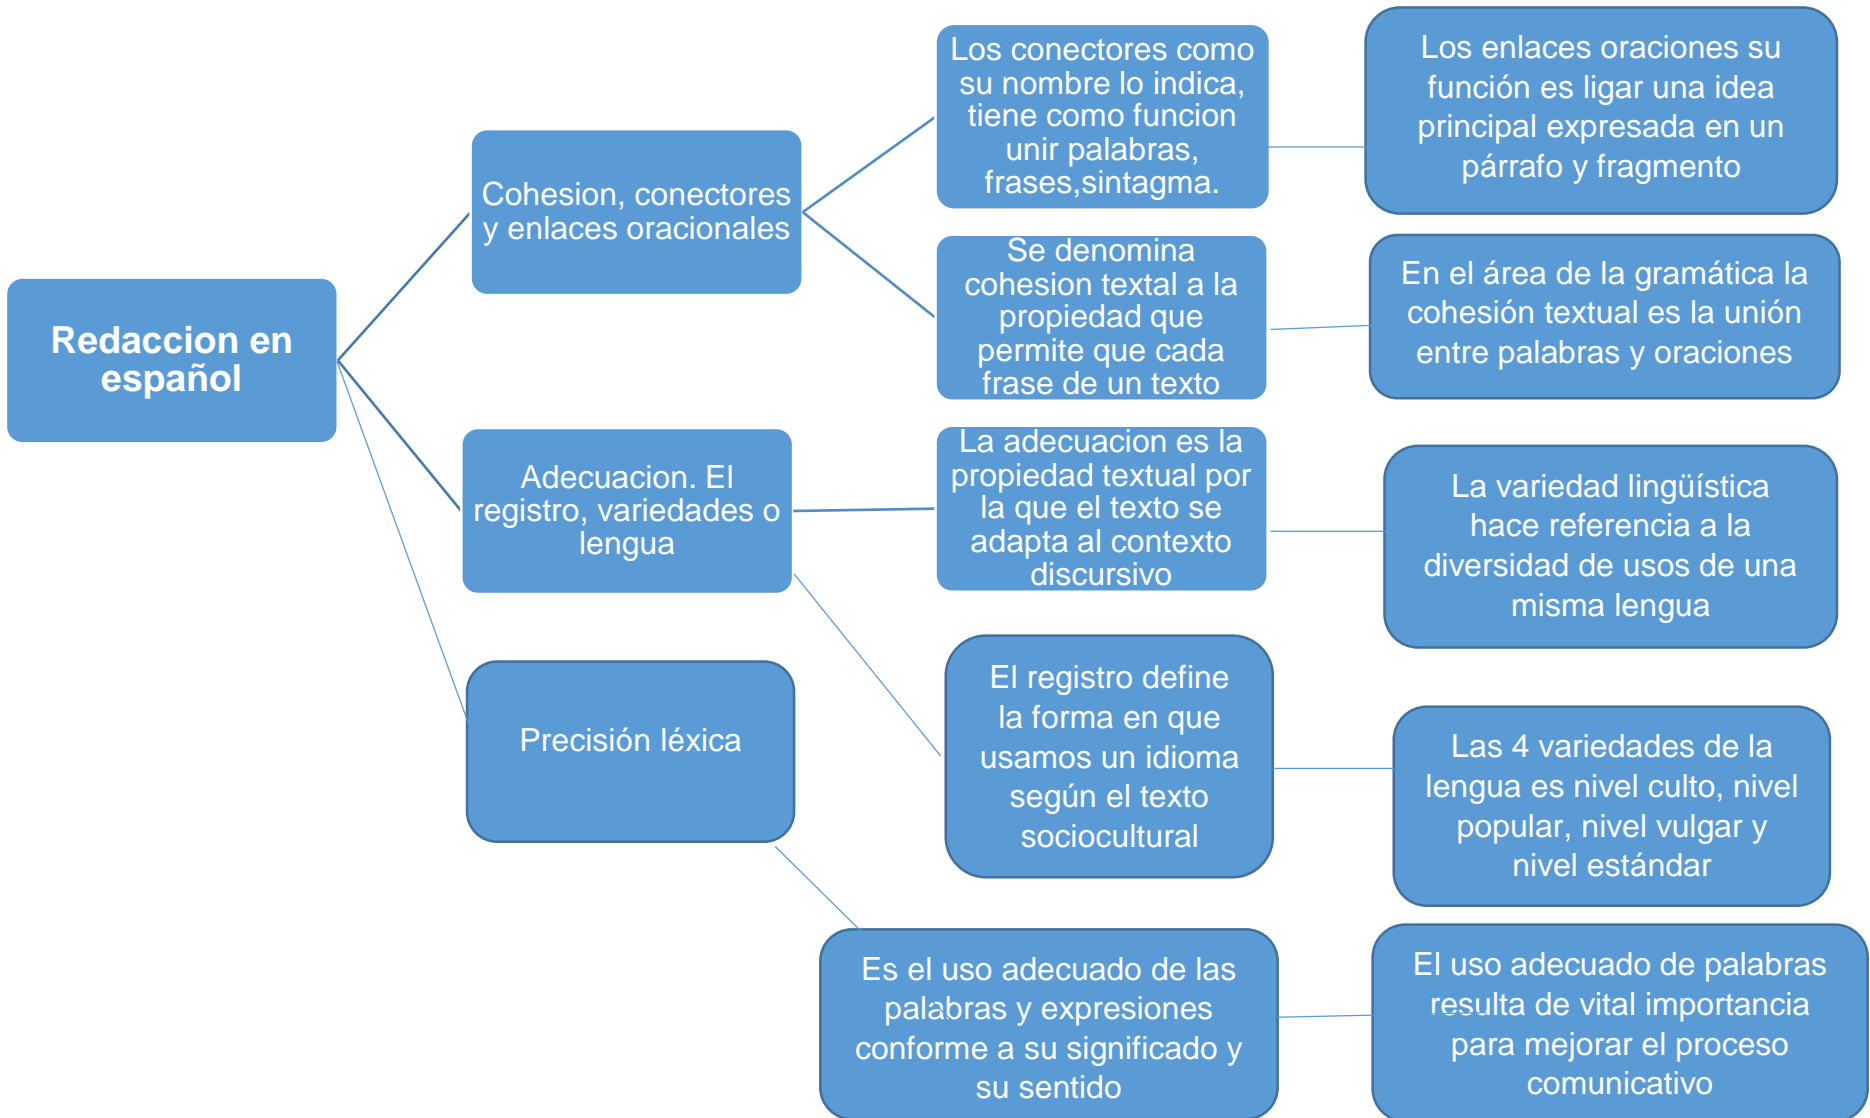 Redaccion en
español
Cohesion, conectores
y enlaces oracionales
Los conectores como
su nombre lo indica,
tiene como funcion
unir palabras,
frases,sintagma.
Los enlaces oraciones su
función es ligar una idea
principal expresada en un
párrafo y fragmento
Se denomina
cohesion textal a la
propiedad que
permite que cada
frase de un texto
En el área de la gramática la
cohesión textual es la unión
entre palabras y oraciones
Adecuacion. El
registro, variedades o
lengua
La adecuacion es la
propiedad textual por
la que el texto se
adapta al contexto
discursivo
La variedad lingüística
hace referencia a la
diversidad de usos de una
misma lengua
El registro define
la forma en que
usamos un idioma
según el texto
sociocultural
Las 4 variedades de la
lengua es nivel culto, nivel
popular, nivel vulgar y
nivel estándar
Precisión léxica
Es el uso adecuado de las
palabras y expresiones
conforme a su significado y
su sentido
El uso adecuado de palabras
resulta de vital importancia
para mejorar el proceso
comunicativo